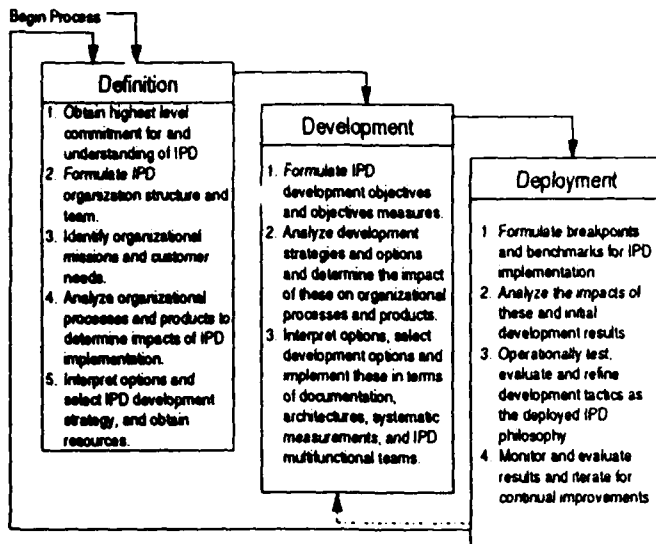 Begin Process
Definition
1. Obtain highest level
commitment for and
understanding of IPD
2. Formulate IPD
organization structure and
team.
3. Identify organizational
missions and customer
needs.
4. Analyze organizational
processes and products to
determine impacts of IPD
implementation.
5. Interpret options and
select IPD development
strategy, and obtain
resources.
Development
1. Formulate IPD
development objectives
and objectives measures.
2. Analyze development
strategies and options
and determine the impact
of these on organizational
processes and products.
3. Interpret options, select
development options and
implement these in terms
of documentation,
architectures, systematic
measurements, and IPD
multifunctional teams.
Deployment
1 Formulate breakpoints
and benchmarks for IPD
implementation
2. Analyze the impacts of
these and initial
development results
3. Operationally test,
evaluate and refine
development tactics as
the deployed IPD
philosophy
4. Monitor and evaluate
results and iterate for
continual improvements